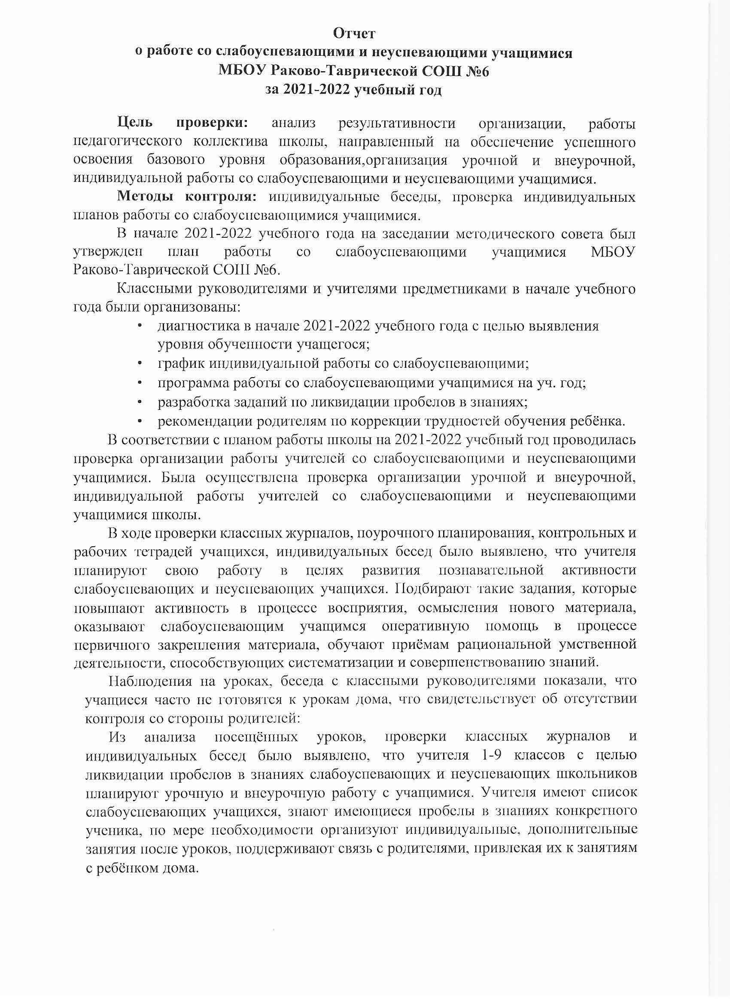 Отчет
о работе со слабоуспевающими и неуспевающими учащимися
МБОУ Раково-Таврической СОШ №6
за 2021-2022 учебный год
Цель проверки: анализ результативности организации, работы
педагогического коллектива школы, направленный на обеспечение успешного
освоения базового уровня образования,организация урочной и внеурочной,
индивидуальной работы со слабоуспевающими и неуспевающими учащимися.
Методы контроля: индивидуальные беседы, проверка индивидуальных
планов работы со слабоуспевающимися учащимися.
В начале 2021-2022 учебного года на заседании методического совета был
утвержден план работы со слабоуспевающими учащимися МБОУ
Раково-Таврической СОШ №6.
Классными руководителями и учителями предметниками в начале учебного
года были организованы:
• диагностика в начале 2021-2022 учебного года с целью выявления
уровня обученности учащегося;
• график индивидуальной работы со слабоуспевающими;
• программа работы со слабоуспевающими учащимися на уч. год;
• разработка заданий по ликвидации пробелов в знаниях;
• рекомендации родителям по коррекции трудностей обучения ребёнка.
В соответствии с планом работы школы на 2021-2022 учебный год проводилась
проверка организации работы учителей со слабоуспевающими и неуспевающими
учащимися. Была осуществлена проверка организации урочной и внеурочной,
индивидуальной работы учителей со слабоуспевающими и неуспевающими
учащимися школы.
В ходе проверки классных журналов, поурочного планирования, контрольных и
рабочих тетрадей учащихся, индивидуальных бесед было выявлено, что учителя
планируют свою работу в целях развития познавательной активности
слабоуспевающих и неуспевающих учащихся. Подбирают такие задания, которые
повышают активность в процессе восприятия, осмысления нового материала,
оказывают слабоуспевающим учащимся оперативную помощь в процессе
первичного закрепления материала, обучают приёмам рациональной умственной
деятельности, способствующих систематизации и совершенствованию знаний.
Наблюдения на уроках, беседа с классными руководителями показали, что
учащиеся часто не готовятся к урокам дома, что свидетельствует об отсутствии
контроля со стороны родителей:
Из анализа посещённых уроков, проверки классных журналов и
индивидуальных бесед было выявлено, что учителя 1-9 классов с целью
ликвидации пробелов в знаниях слабоуспевающих и неуспевающих школьников
планируют урочную и внеурочную работу с учащимися. Учителя имеют список
слабоуспевающих учащихся, знают имеющиеся пробелы в знаниях конкретного
ученика, по мере необходимости организуют индивидуальные, дополнительные
занятия после уроков, поддерживают связь с родителями, привлекая их к занятиям
с ребёнком дома.